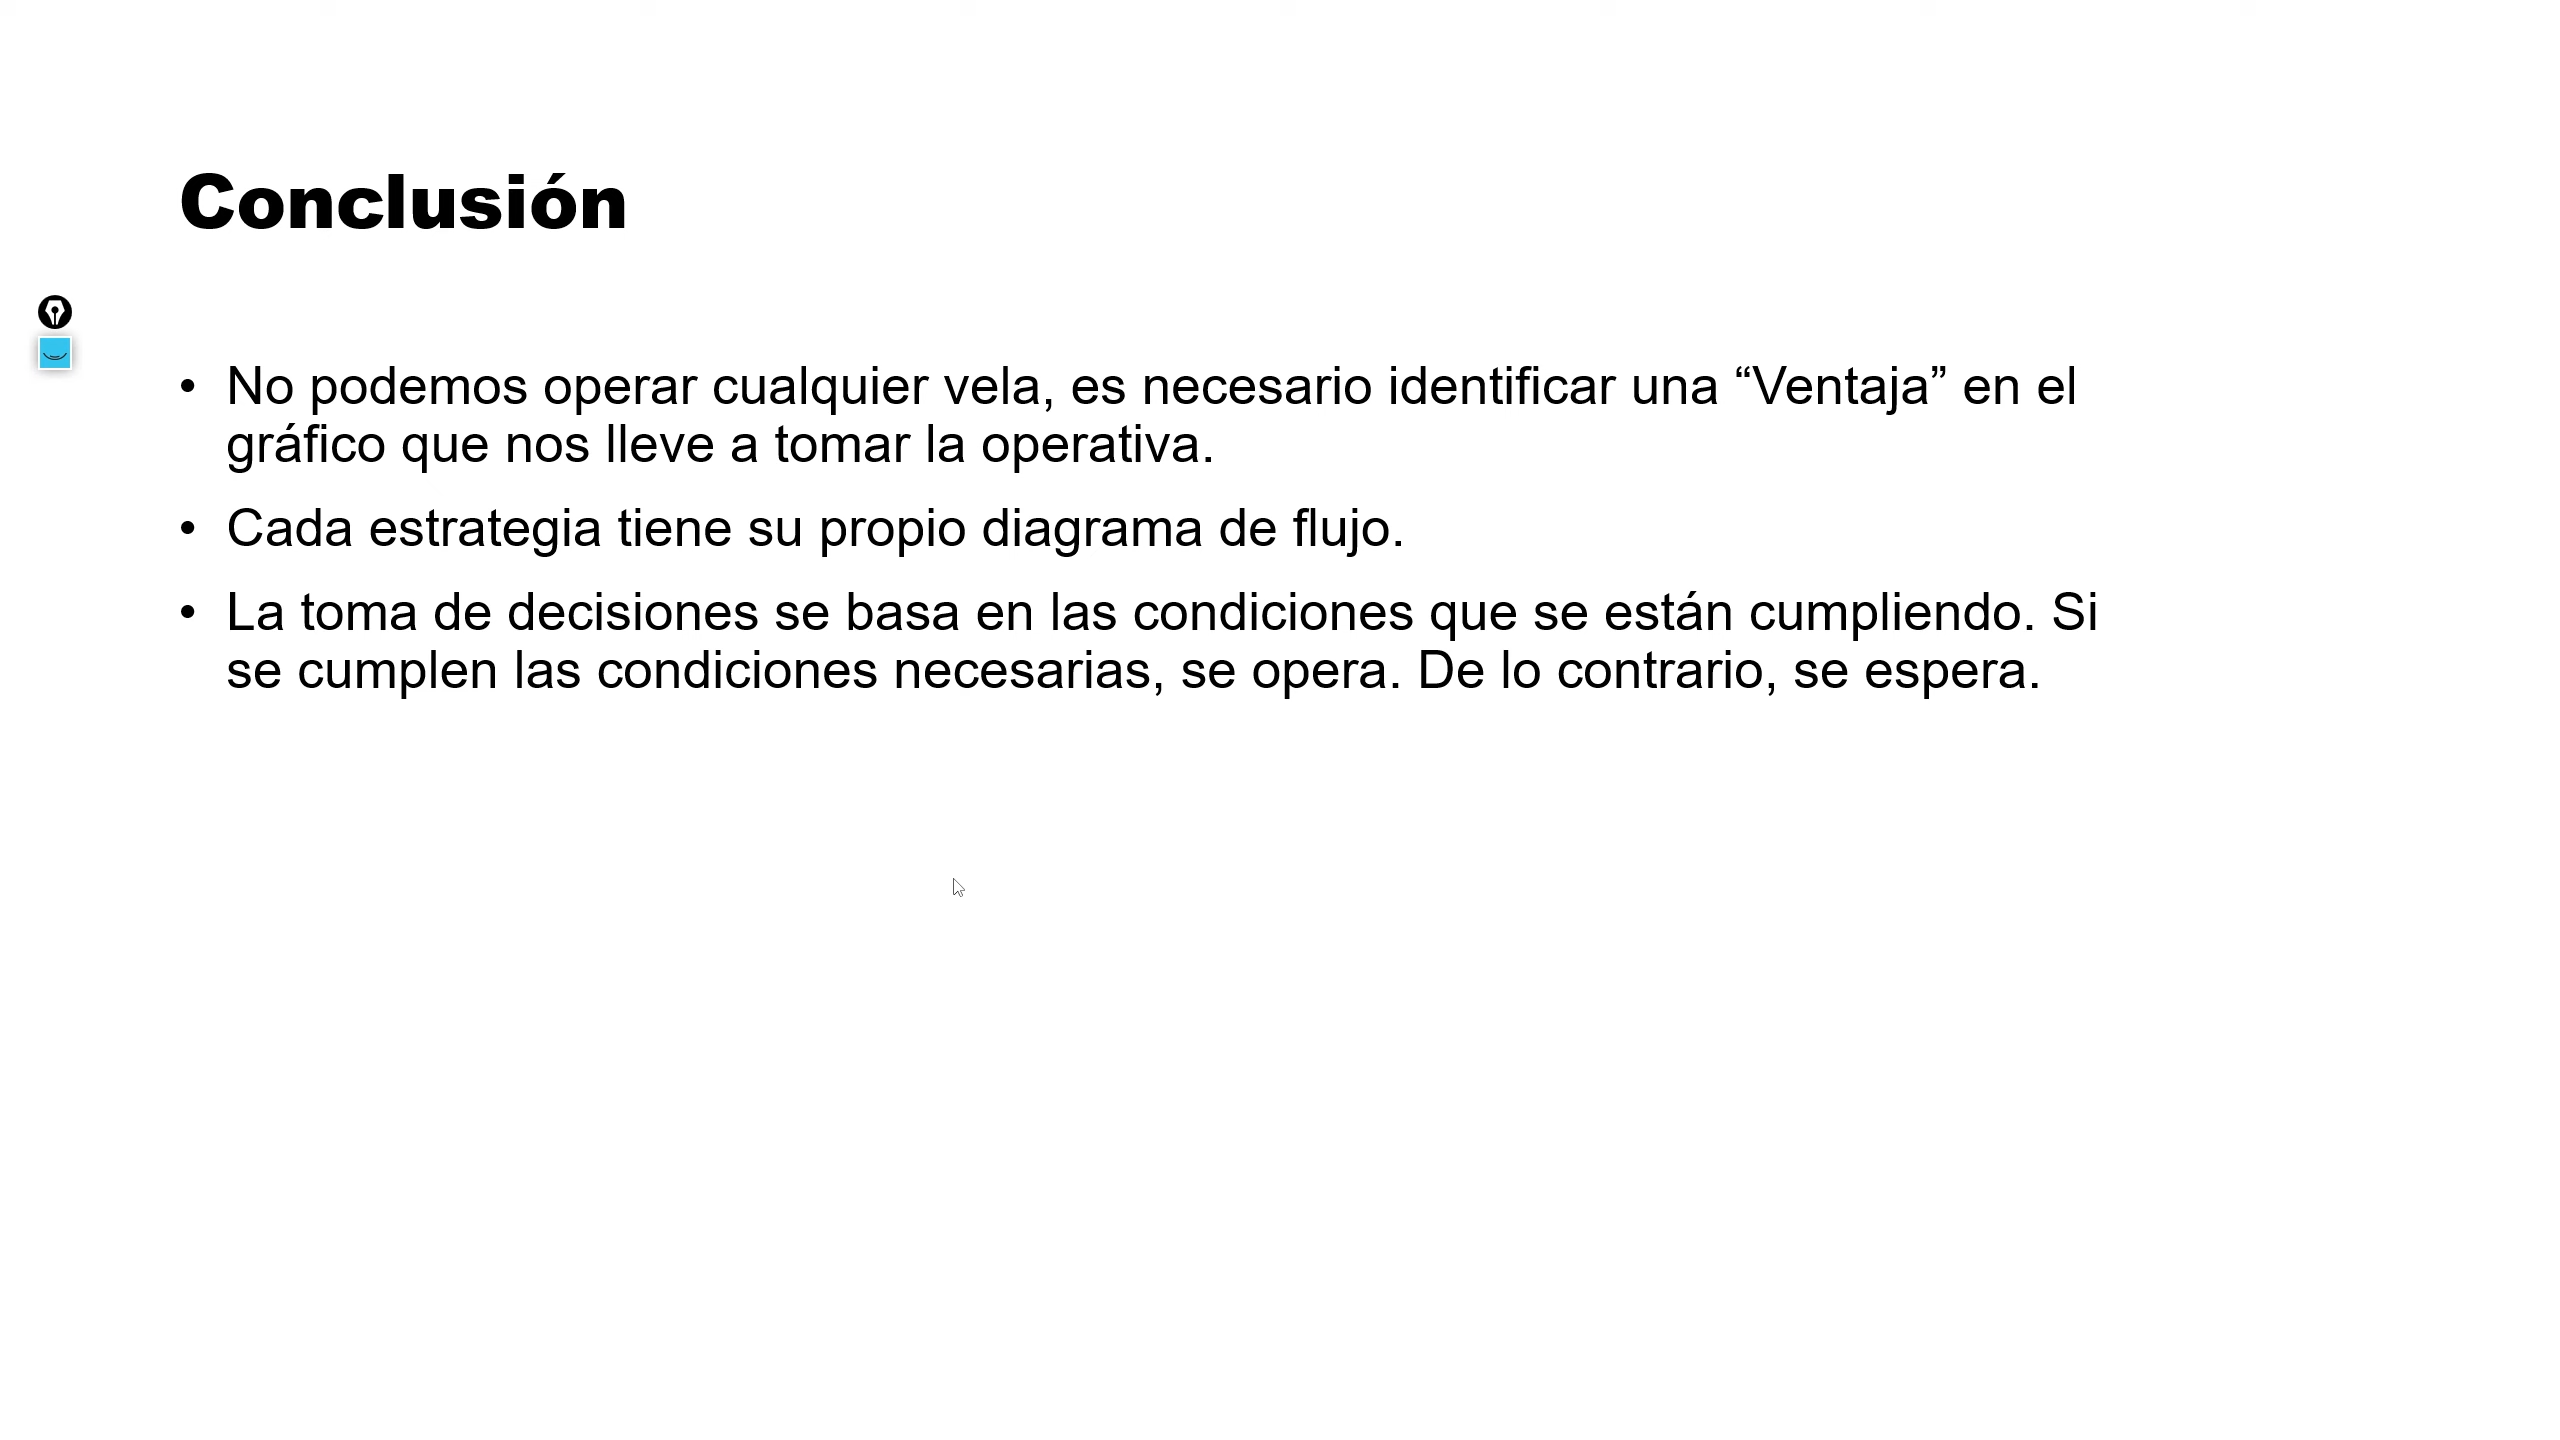 Conclusión
• No podemos operar cualquier vela, es necesario identificar una “Ventaja” en el
gráfico que nos lleve a tomar la operativa.
• Cada estrategia tiene su propio diagrama de flujo.
• La toma de decisiones se basa en las condiciones que se están cumpliendo. Si
se cumplen las condiciones necesarias, se opera. De lo contrario, se espera.